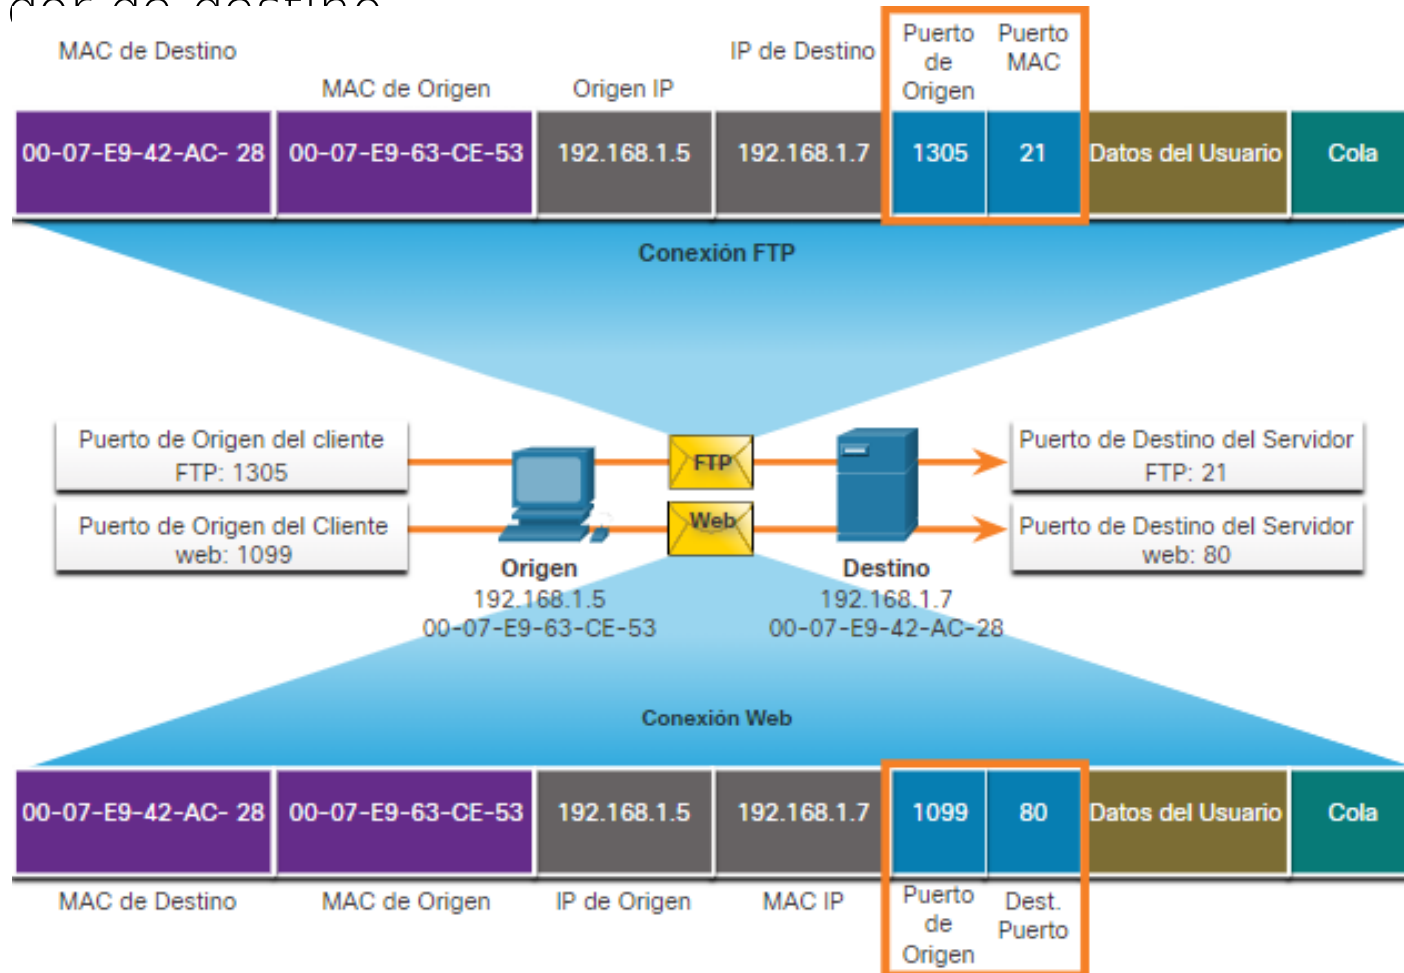 der de destino
MAC de Destino
MAC de Origen
Origen IP
IP de Destino
Puerto
de
Origen
Puerto
MAC
00-07-E9-42-AC- 28
00-07-E9-63-CE-53
192.168.1.5
192.168.1.7
1305
21
Datos del Usuario
Cola
Conexión FTP
Puerto de Origen del cliente
FTP: 1305
FTP
Puerto de Destino del Servidor
FTP: 21
Puerto de Origen del Cliente
web: 1099
Web
Puerto de Destino del Servidor
web: 80
Origen
192.168.1.5
00-07-E9-63-CE-53
Destino
192.168.1.7
00-07-E9-42-AC-28
Conexión Web
00-07-E9-42-AC- 28
00-07-E9-63-CE-53
192.168.1.5
192.168.1.7
1099
80
Datos del Usuario
Cola
MAC de Destino
MAC de Origen
IP de Origen
MAC IP
Puerto
de
Origen
Dest.
Puerto